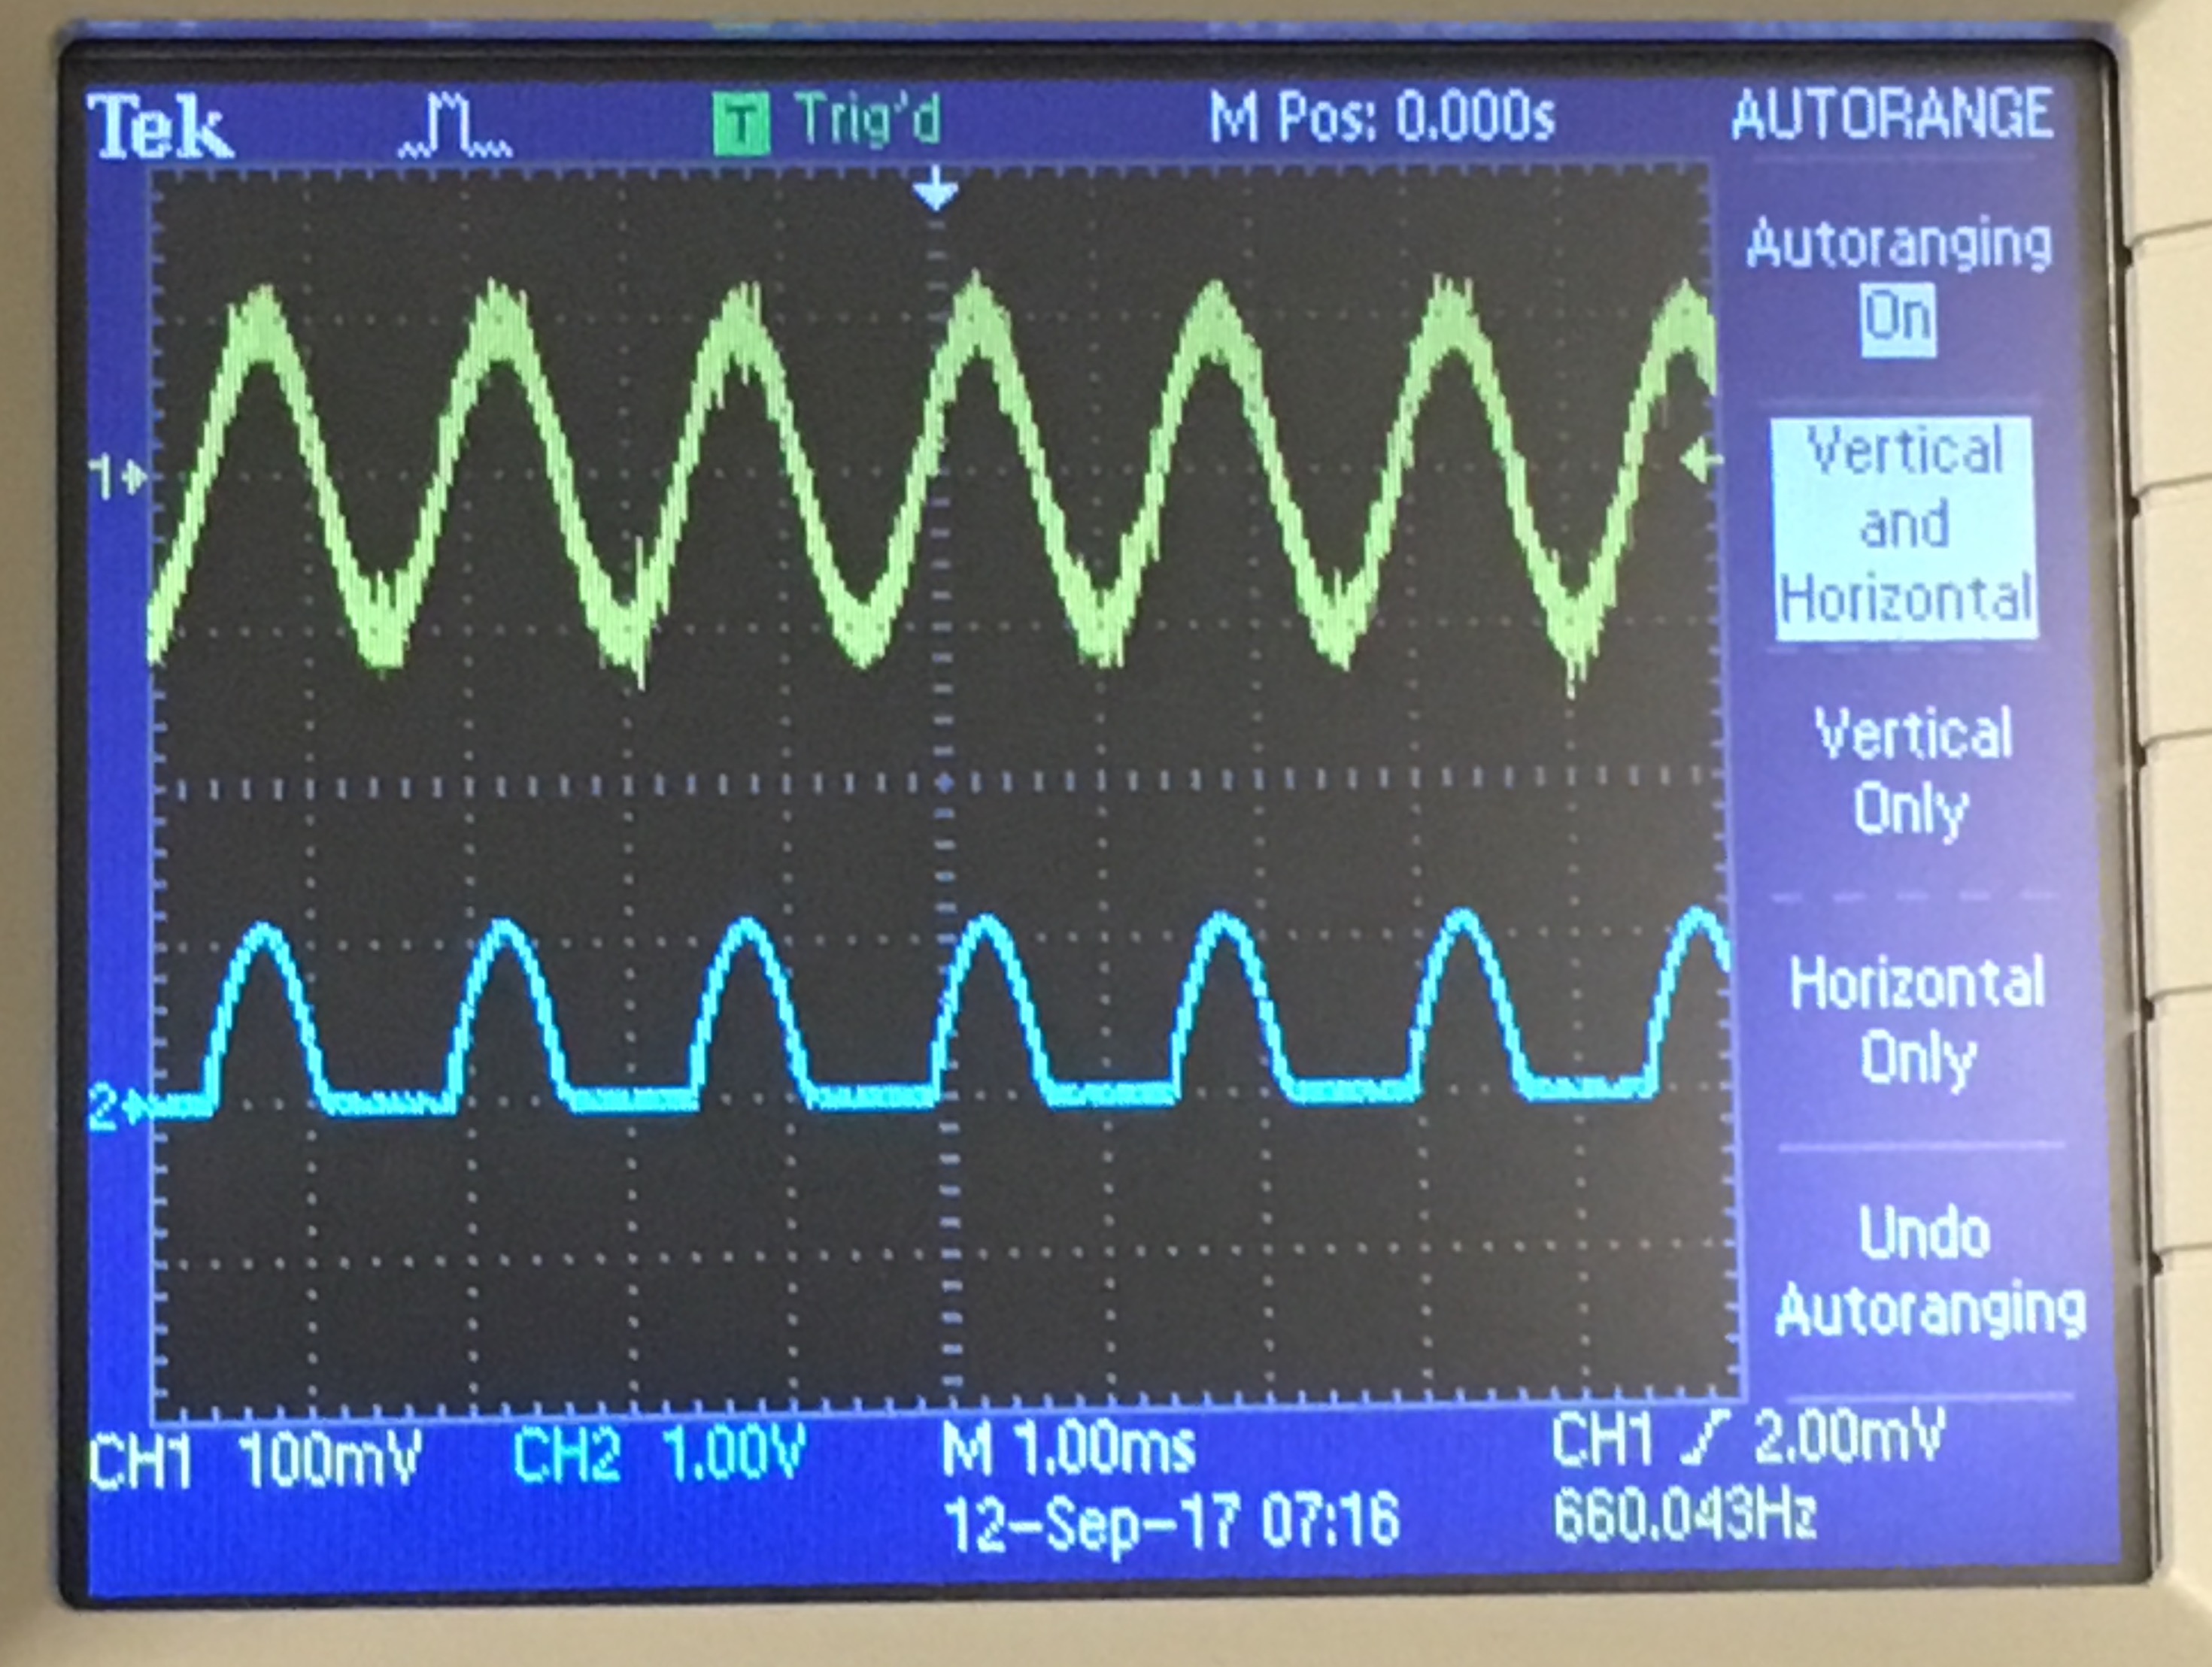 Tek T Trig'd M Pos: 0.000s AUTORANGE
Autoranging
On
Vertical
and
Horizontal
Vertical
Only
Horizontal
Only
Undo
Autoranging
1
2
CH1 100mV CH2 1.00V M 1.00ms CH1 2.00mV
12-Sep-17 07:16 660.043Hz